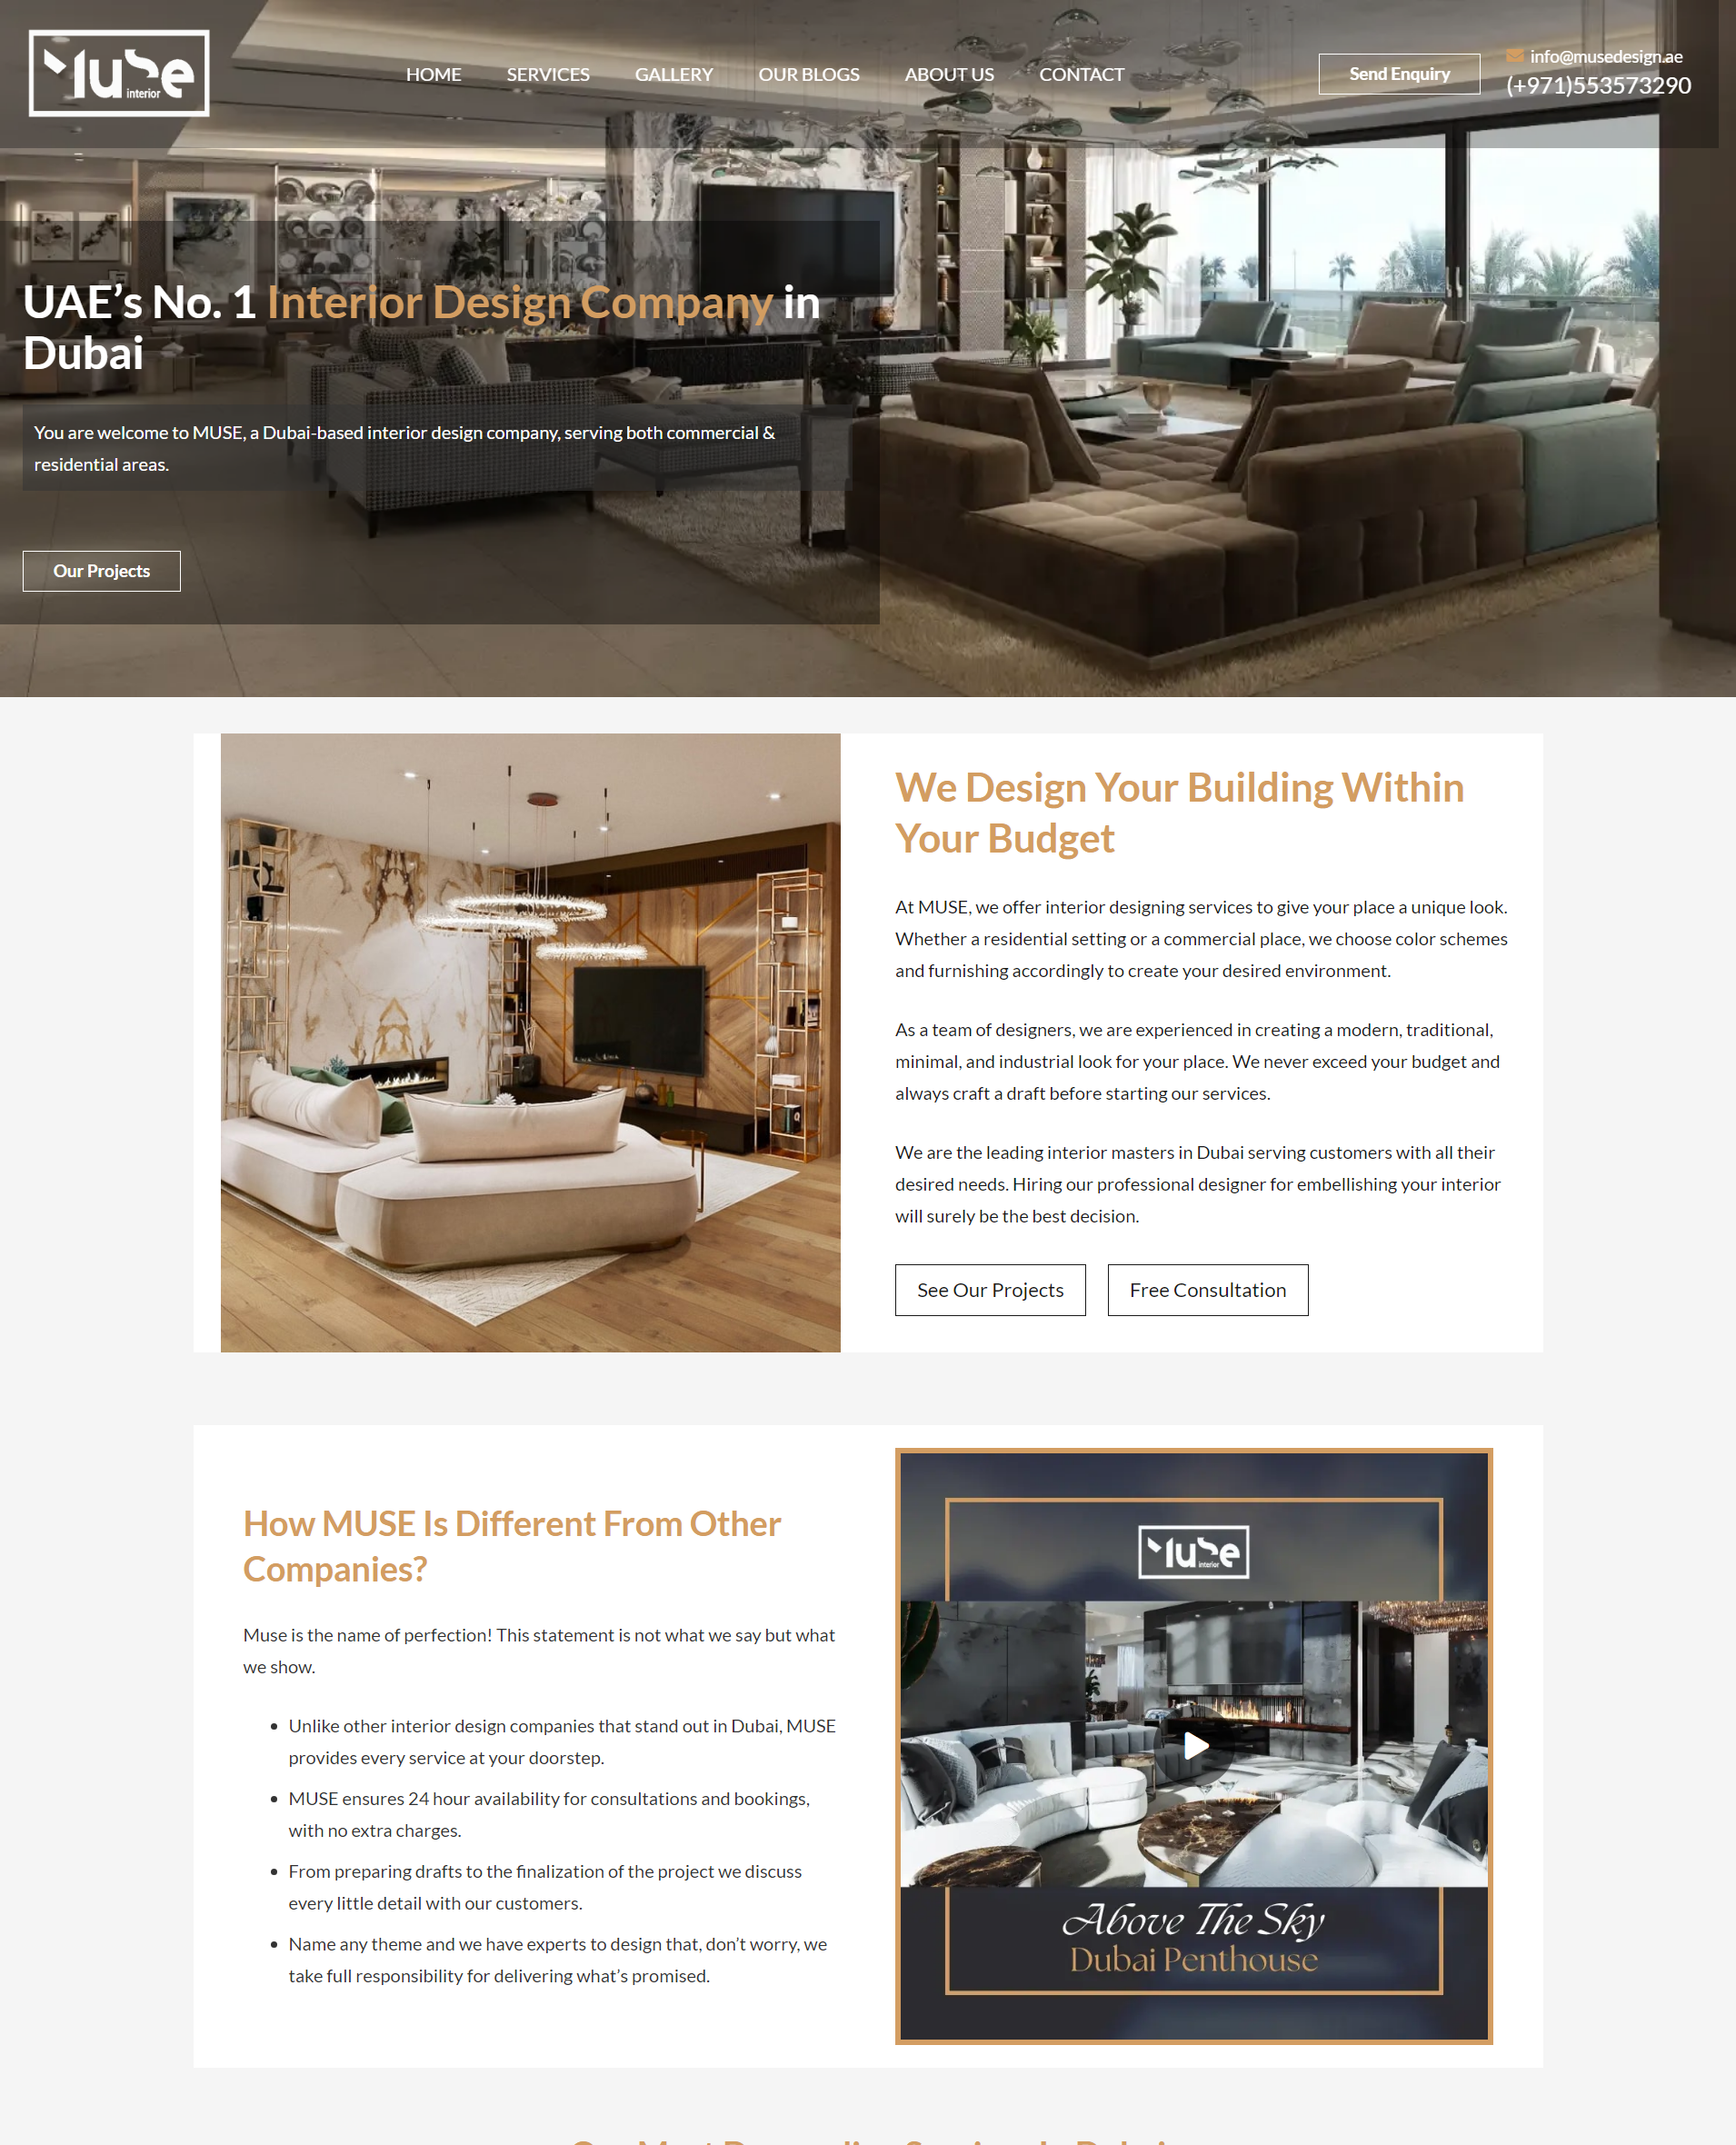 Muse
interior
HOME
SERVICES
GALLERY
OUR BLOGS
ABOUT US
CONTACT
Send Enquiry
info@musedesign.ae
(+971)553573290
UAE’s No. 1 Interior Design Company in
Dubai
You are welcome to MUSE, a Dubai-based interior design company, serving both commercial &
residential areas.
Our Projects
We Design Your Building Within
Your Budget
At MUSE, we offer interior designing services to give your place a unique look.
Whether a residential setting or a commercial place, we choose color schemes
and furnishing accordingly to create your desired environment.
As a team of designers, we are experienced in creating a modern, traditional,
minimal, and industrial look for your place. We never exceed your budget and
always craft a draft before starting our services.
We are the leading interior masters in Dubai serving customers with all their
desired needs. Hiring our professional designer for embellishing your interior
will surely be the best decision.
See Our Projects
Free Consultation
How MUSE Is Different From Other
Companies?
Muse is the name of perfection! This statement is not what we say but what
we show.
• Unlike other interior design companies that stand out in Dubai, MUSE
provides every service at your doorstep.
• MUSE ensures 24 hour availability for consultations and bookings,
with no extra charges.
• From preparing drafts to the finalization of the project we discuss
every little detail with our customers.
• Name any theme and we have experts to design that, don’t worry, we
take full responsibility for delivering what’s promised.
Muse
interior
Above The Sky
Dubai Penthouse